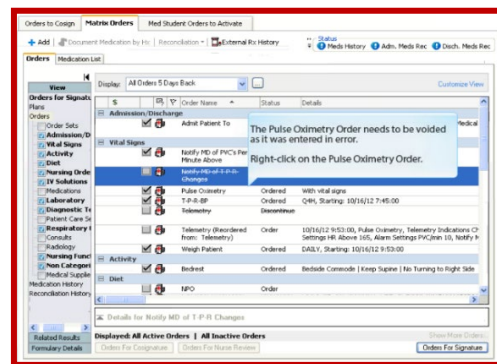 Orders to Cosign
Matrix Orders
Med Student Orders to Activate
Add
Document Medication by Hx
Reconciliation
External Rx History
Status
Meds History
Adm. Meds Rec
Disch. Meds Rec
Orders
Medication List
View
Orders for Signatu
Plans
Orders
Order Sets
Admission/D
Vital Signs
Activity
Diet
Nursing Orde
IV Solutions
Medications
Laboratory
Diagnostic Te
Patient Care Se
Respiratory
Consults
Radiology
Nursing Funct
Non Categori
Medical Supplie
Medication History
Reconciliation History
Related Results
Formulary Details
Display: All Orders 5 Days Back
Customize View
$ Order Name Status Details
Admission/Discharge
Admit Patient To
Medical
Vital Signs
Notify MD of PVC's Per
Minute Above
Notify MD of T-P-R
Changes
Pulse Oximetry Ordered With vital signs
T-P-R-BP Ordered Q4H, Starting: 10/16/12 7:45:00
Telemetry Discontinue
Telemetry (Reordered from: Telemetry) Order 10/16/12 9:53:00, Pulse Oximetry, Telemetry Indications
Settings HR Above 165, Alarm Settings PVC/min 10, Notify
Weigh Patient Ordered DAILY, Starting: 10/16/12 9:53:00
Activity
Bedrest Ordered Bedside Commode | Keep Supine | No Turning to Right Side
Diet
NPO Order
The Pulse Oximetry Order needs to be voided
as it was entered in error.
Right-click on the Pulse Oximetry Order.
Details for Notify MD of T-P-R Changes
Displayed: All Active Orders | All Inactive Orders
Show More Orders...
Orders For Cosignature
Orders For Nurse Review
Orders For Signature